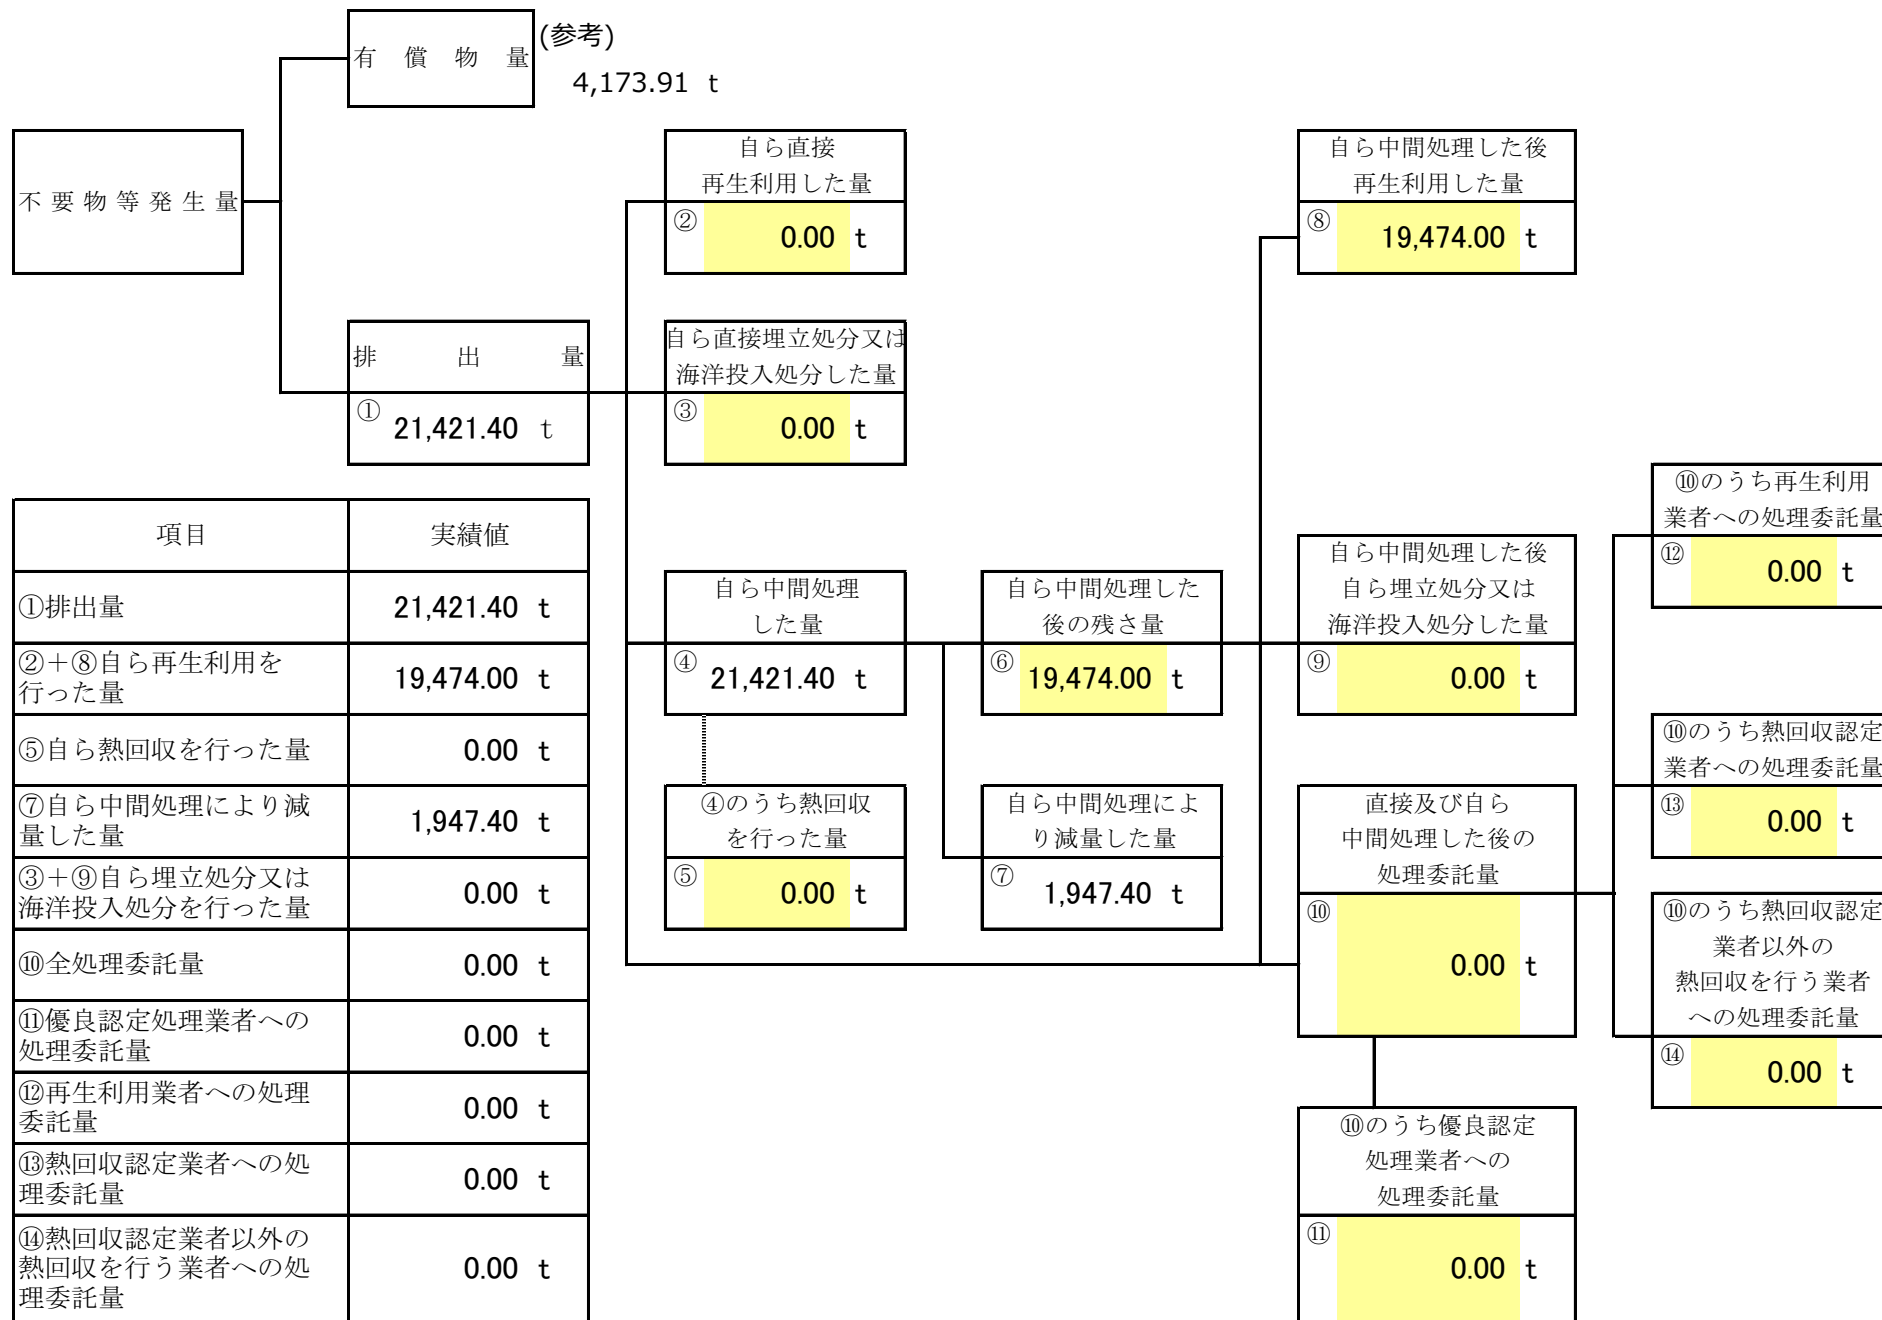 有償物量
(参考)
4,173.91 t
不要物等発生量
自ら直接
再生利用した量
② 0.00 t
自ら中間処理した後
再生利用した量
⑧ 19,474.00 t
排出量
① 21,421.40 t
自ら直接埋立処分又は
海洋投入処分した量
③ 0.00 t
自ら中間処理
した量
④ 21,421.40 t
自ら中間処理した
後の残さ量
⑥ 19,474.00 t
自ら中間処理した後
自ら埋立処分又は
海洋投入処分した量
⑨ 0.00 t
⑩のうち再生利用
業者への処理委託量
⑫ 0.00 t
④のうち熱回収
を行った量
⑤ 0.00 t
自ら中間処理によ
り減量した量
⑦ 1,947.40 t
直接及び自ら
中間処理した後の
処理委託量
⑩ 0.00 t
⑩のうち熱回収認定
業者への処理委託量
⑬ 0.00 t
⑩のうち熱回収認定
業者以外の
熱回収を行う業者
への処理委託量
⑭ 0.00 t
⑩のうち優良認定
処理業者への
処理委託量
⑪ 0.00 t
項目 実績値
①排出量 21,421.40 t
②＋⑧自ら再生利用を
行った量 19,474.00 t
⑤自ら熱回収を行った量 0.00 t
⑦自ら中間処理により減
量した量 1,947.40 t
③＋⑨自ら埋立処分又は
海洋投入処分を行った量 0.00 t
⑩全処理委託量 0.00 t
⑪優良認定処理業者への
処理委託量 0.00 t
⑫再生利用業者への処理
委託量 0.00 t
⑬熱回収認定業者への処
理委託量 0.00 t
⑭熱回収認定業者以外の
熱回収を行う業者への処
理委託量 0.00 t